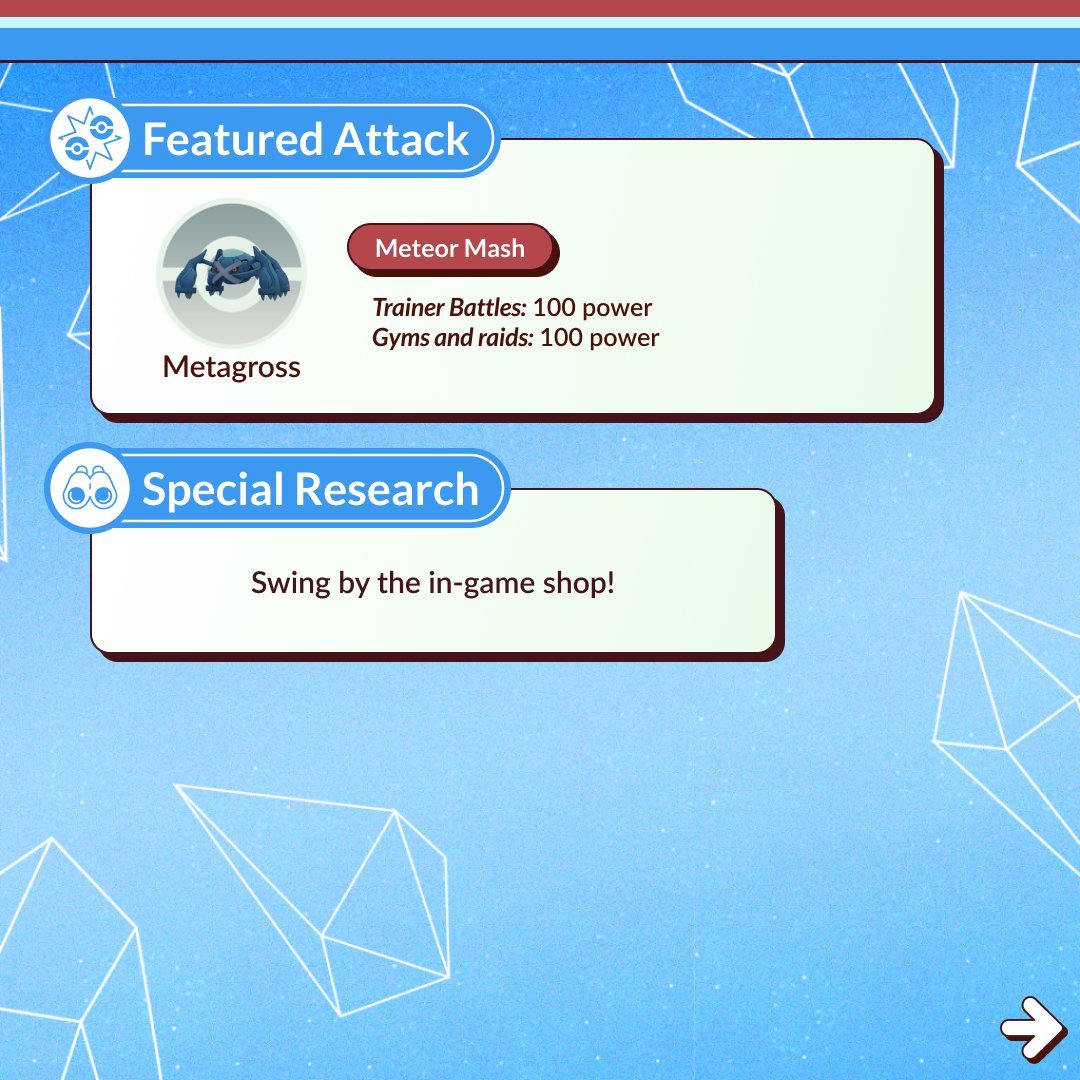 Featured Attack
Meteor Mash
Trainer Battles: 100 power
Gyms and raids: 100 power
Metagross
Special Research
Swing by the in-game shop!